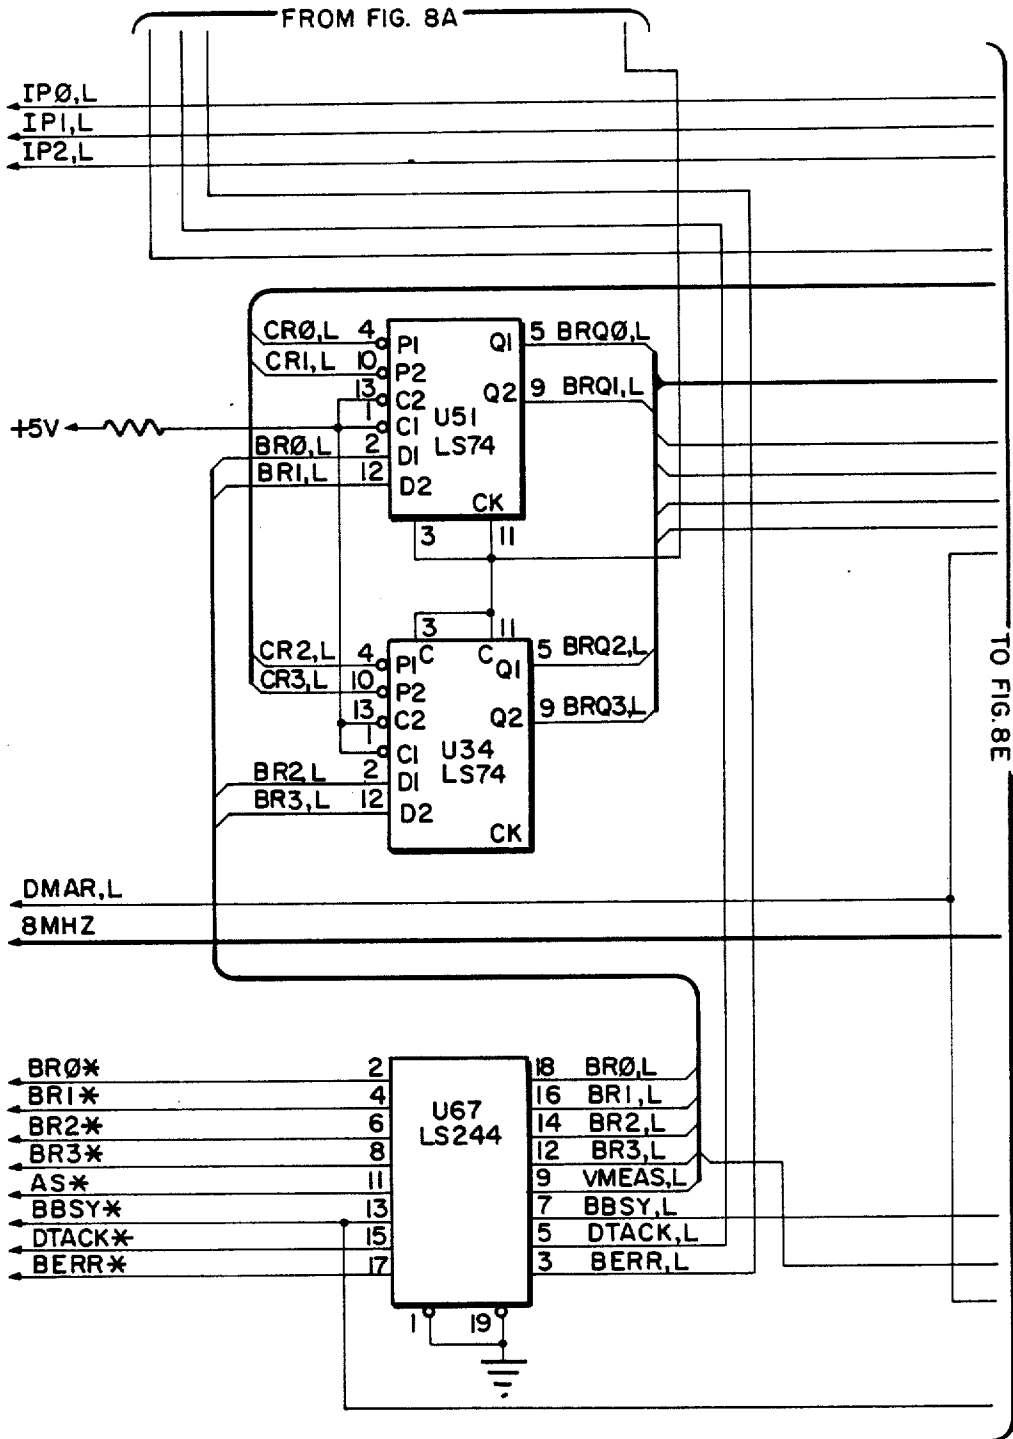 FROM FIG. 8A
IPØ,L
IP1,L
IP2,L
CRØ,L 4 P1 Q1 5 BRQØ,L
CR1,L 10 P2
13 C2 Q2 9 BRQ1,L
+5V 1 C1 U51
BRØ,L 2 D1 LS74
BR1,L 12 D2
CK
3 11
3 11
C C
CR2,L 4 P1 Q1 5 BRQ2,L
CR3,L 10 P2
13 C2 Q2 9 BRQ3,L
1 C1 U34
BR2,L 2 D1 LS74
BR3,L 12 D2
CK
TO FIG. 8E
DMAR,L
8MHZ
BRØ* 2 18 BRØ,L
BR1* 4 16 BR1,L
U67
BR2* 6 14 BR2,L
LS244
BR3* 8 12 BR3,L
AS* 11 9 VMEAS,L
BBSY* 13 7 BBSY,L
DTACK* 15 5 DTACK,L
BERR* 17 3 BERR,L
1 19